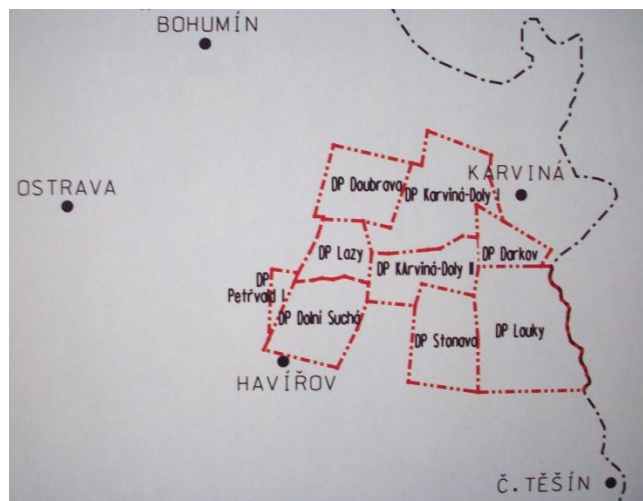 BOHUMÍN
OSTRAVA
KARVINÁ
DP Doubrava
DP Karviná-Doly I
DP Lazy
DP KArviná-Doly II
DP Darkov
DP
Petřvald I.
DP Dolní Suchá
DP Stonava
DP Louky
HAVÍŘOV
Č. TĚŠÍN